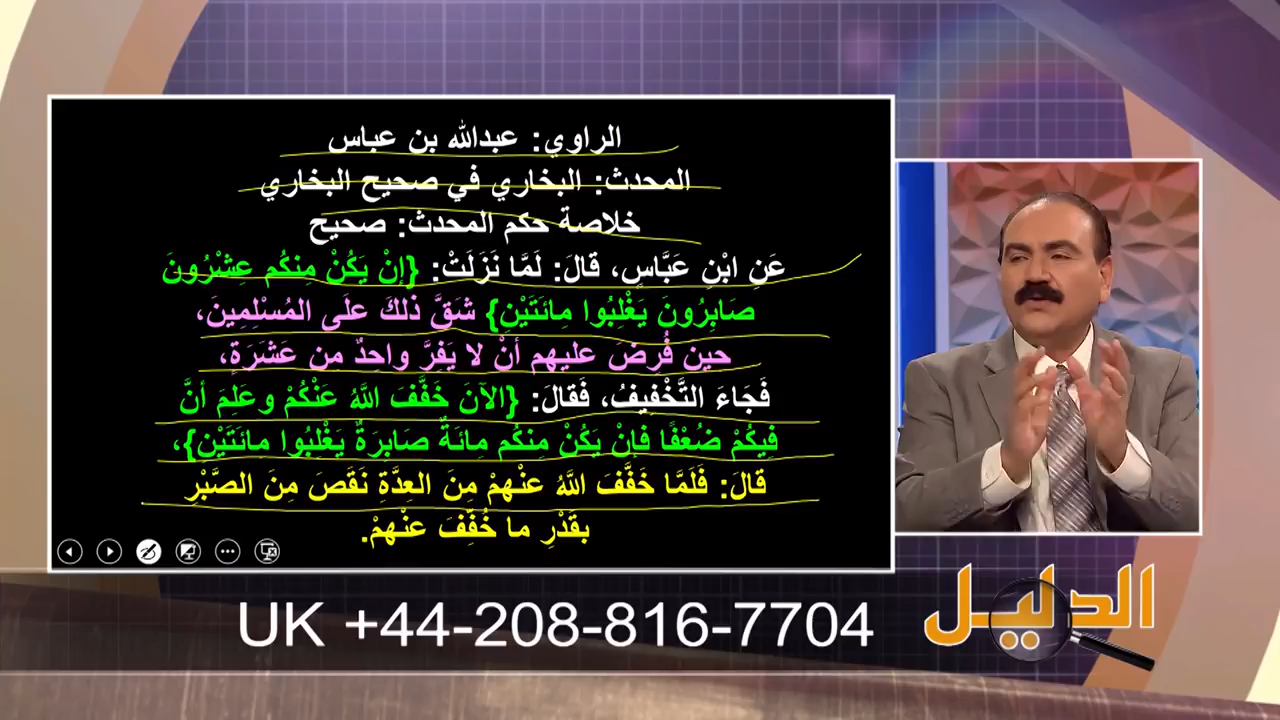 الراوي: عبدالله بن عباس
المحدث: البخاري في صحيح البخاري
خلاصة حكم المحدث: صحيح
عَنِ ابْنِ عَبَّاسٍ، قالَ: لَمَّا نَزَلَتْ: {إنْ يَكُنْ مِنكُم عِشْرُونَ
صَابِرُونَ يَغْلِبُوا مِائَتَيْنِ} شَقَّ ذلكَ علَى المُسْلِمِينَ،
حِينَ فُرِضَ عليهم أنْ لا يَفِرَّ واحِدٌ مِن عَشَرَةٍ،
فَجَاءَ التَّخْفِيفُ، فَقالَ: {الآنَ خَفَّفَ اللَّهُ عَنْكُمْ وعَلِمَ أنَّ
فِيكُمْ ضُعْفًا فإنْ يَكُنْ مِنكُم مِائَةٌ صَابِرَةٌ يَغْلِبُوا مائَتَيْنِ}،
قالَ: فَلَمَّا خَفَّفَ اللَّهُ عنْهمْ مِنَ العِدَّةِ نَقَصَ مِنَ الصَّبْرِ
بقَدْرِ ما خُفِّفَ عنْهمْ.
UK +44-208-816-7704
الدليل